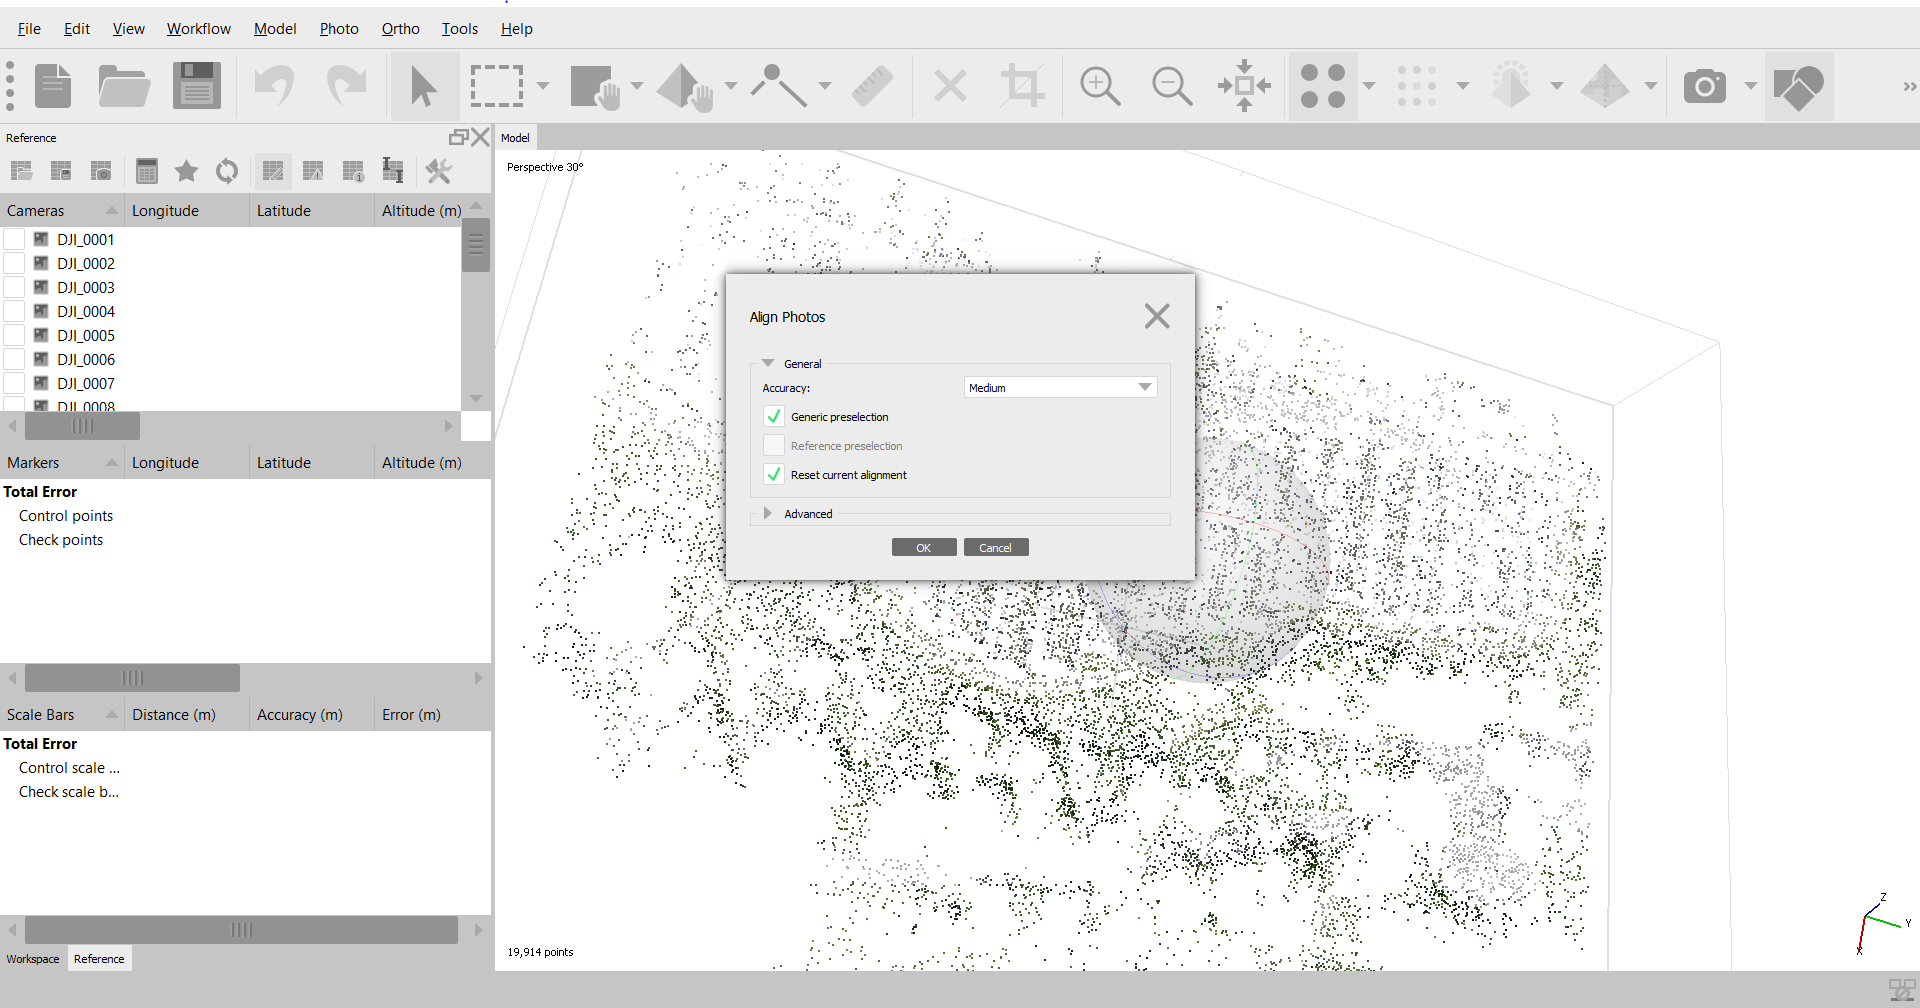 File Edit View Workflow Model Photo Ortho Tools Help
Reference
Cameras Longitude Latitude Altitude (m)
DJI_0001
DJI_0002
DJI_0003
DJI_0004
DJI_0005
DJI_0006
DJI_0007
DJI_0008
Markers Longitude Latitude Altitude (m)
Total Error
Control points
Check points
Scale Bars Distance (m) Accuracy (m) Error (m)
Total Error
Control scale ...
Check scale b...
Workspace Reference
Model
Perspective 30°
Align Photos
General
Accuracy: Medium
Generic preselection
Reference preselection
Reset current alignment
Advanced
OK Cancel
19,914 points
Z
Y
X